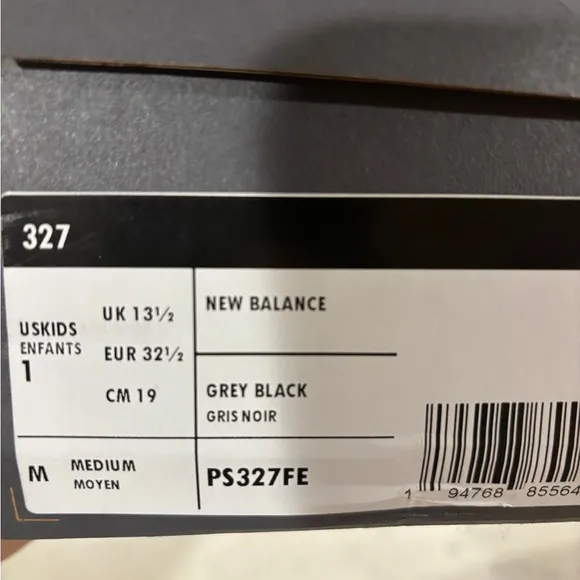 327
USKIDS
ENFANTS
1
UK 13½
EUR 32½
CM 19
NEW BALANCE
GREY BLACK
GRIS NOIR
M MEDIUM
MOYEN
PS327FE
1 94768 85564